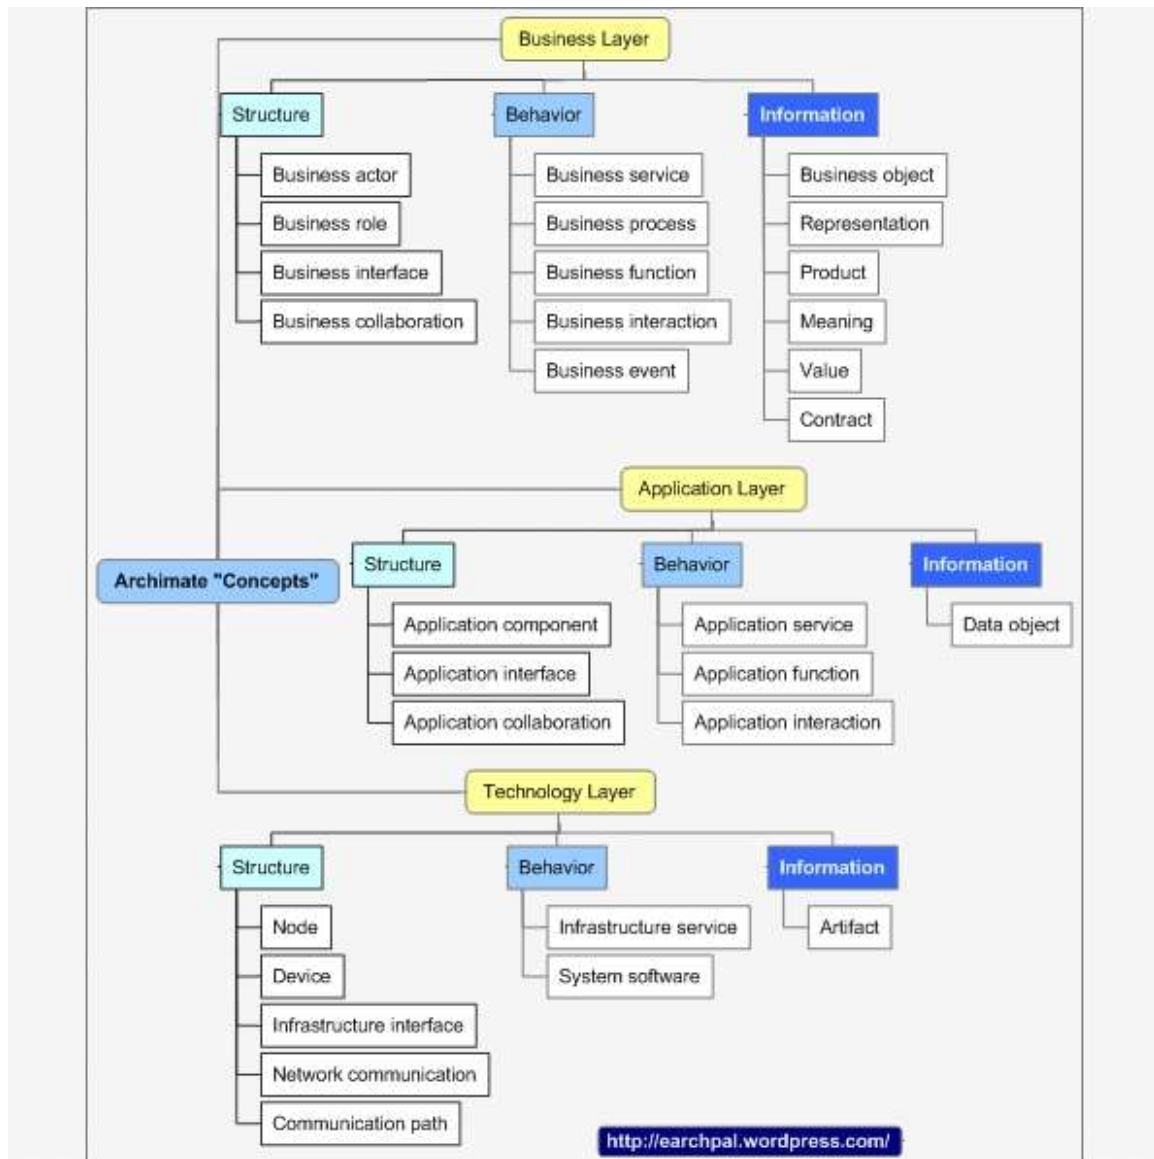 Business Layer
Structure
Business actor
Business role
Business interface
Business collaboration
Behavior
Business service
Business process
Business function
Business interaction
Business event
Information
Business object
Representation
Product
Meaning
Value
Contract
Archimate "Concepts"
Application Layer
Structure
Application component
Application interface
Application collaboration
Behavior
Application service
Application function
Application interaction
Information
Data object
Technology Layer
Structure
Node
Device
Infrastructure interface
Network communication
Communication path
Behavior
Infrastructure service
System software
Information
Artifact
http://earchpal.wordpress.com/